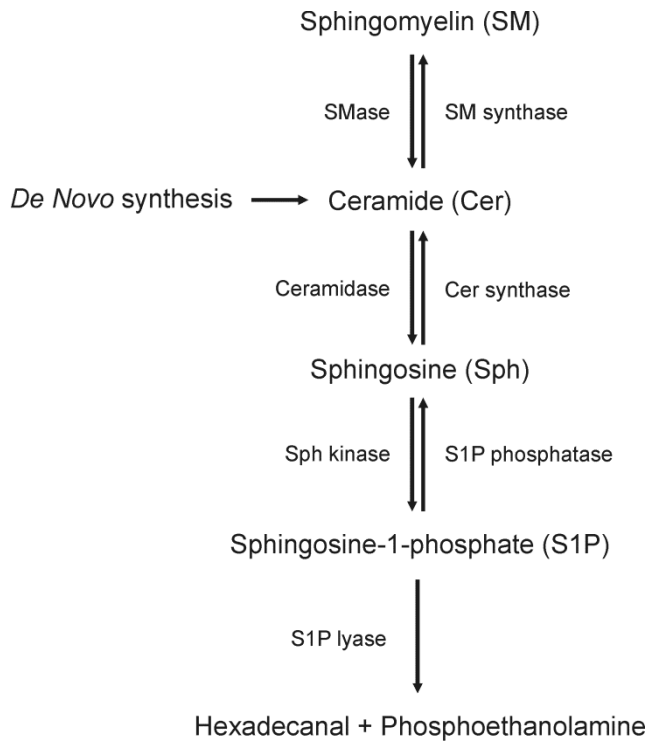 Sphingomyelin (SM)
SMase
SM synthase
De Novo synthesis
Ceramide (Cer)
Ceramidase
Cer synthase
Sphingosine (Sph)
Sph kinase
S1P phosphatase
Sphingosine-1-phosphate (S1P)
S1P lyase
Hexadecanal + Phosphoethanolamine